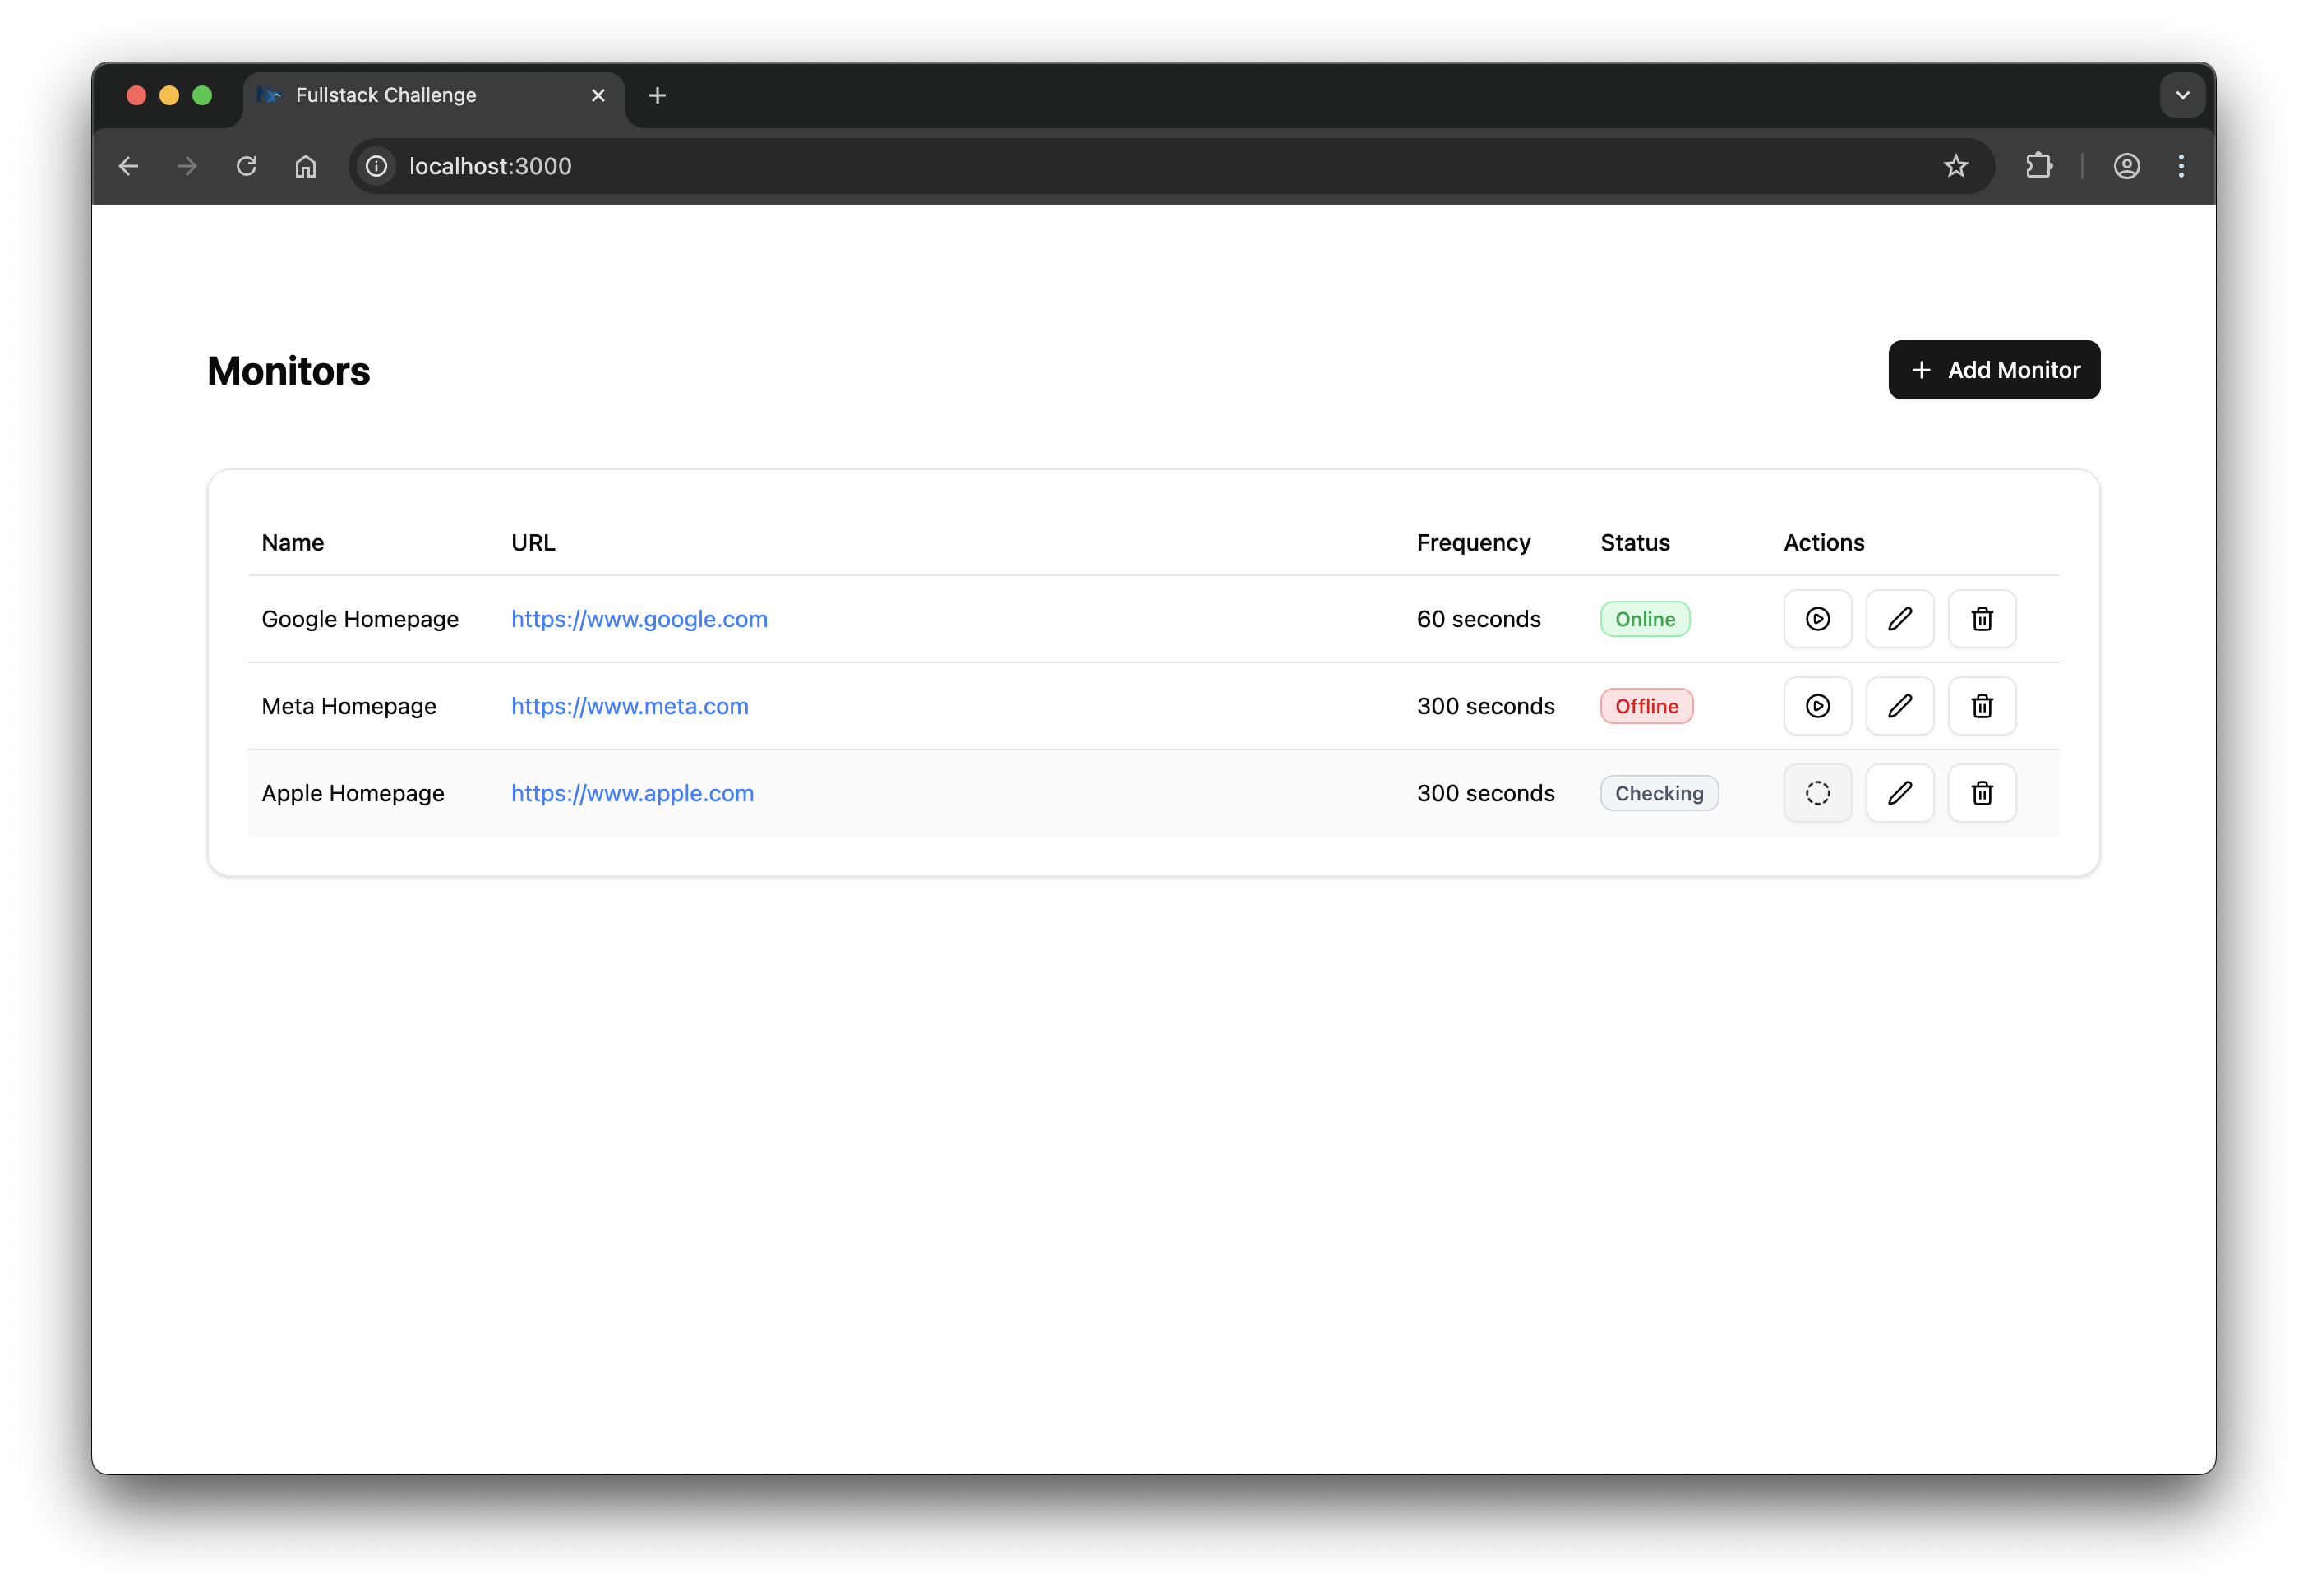 Fullstack Challenge
localhost:3000
Monitors
Add Monitor
Name URL Frequency Status Actions
Google Homepage https://www.google.com 60 seconds Online
Meta Homepage https://www.meta.com 300 seconds Offline
Apple Homepage https://www.apple.com 300 seconds Checking